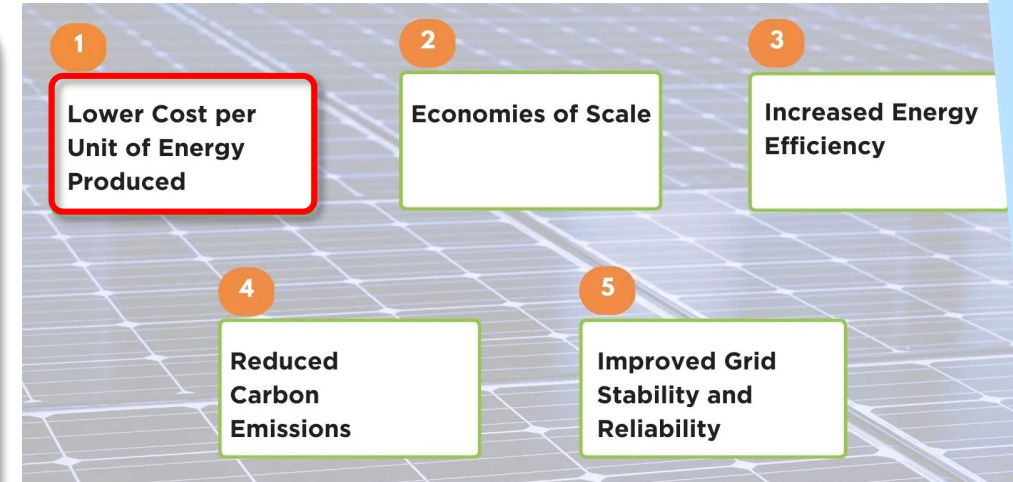 1
Lower Cost per
Unit of Energy
Produced
2
Economies of Scale
3
Increased Energy
Efficiency
4
Reduced
Carbon
Emissions
5
Improved Grid
Stability and
Reliability